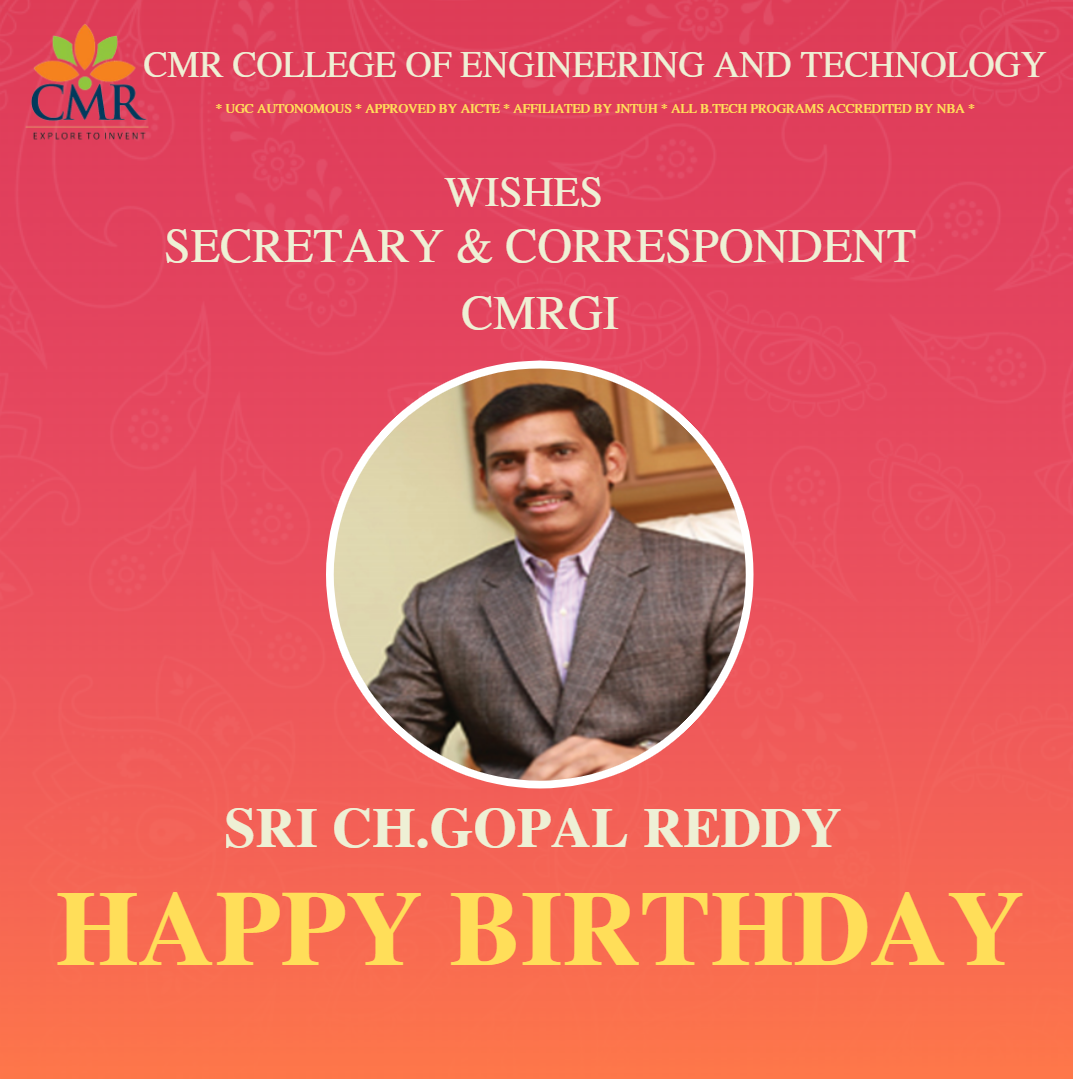 CMR COLLEGE OF ENGINEERING AND TECHNOLOGY
* UGC AUTONOMOUS * APPROVED BY AICTE * AFFILIATED BY JNTUH * ALL B.TECH PROGRAMS ACCREDITED BY NBA *
CMR
EXPLORE TO INVENT
WISHES
SECRETARY & CORRESPONDENT
CMRGI
SRI CH.GOPAL REDDY
HAPPY BIRTHDAY